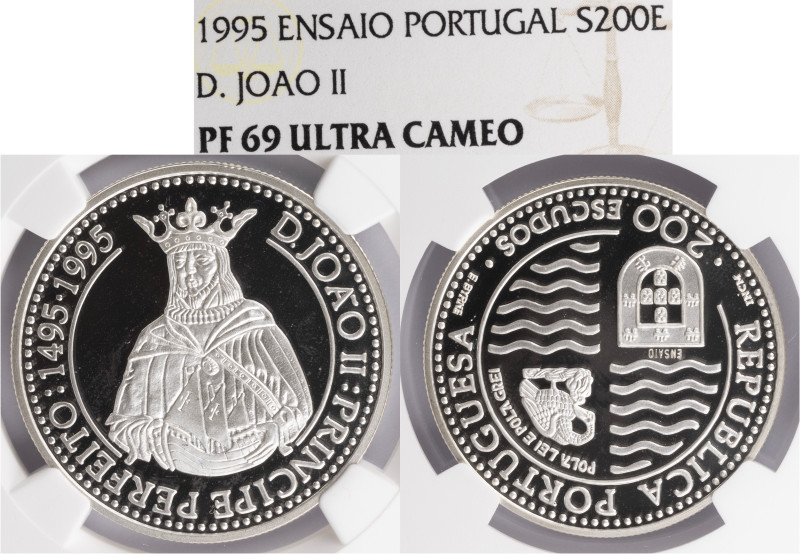 1995 ENSAIO PORTUGAL S200E
D. JOAO II
PF 69 ULTRA CAMEO
D.JOÃO II:PRINCIPE PERFEITO:1495·1995
REPUBLICA PORTUGUESA · 200 ESCUDOS
ENSAIO
POLA LEI E POLA GREI
INCM